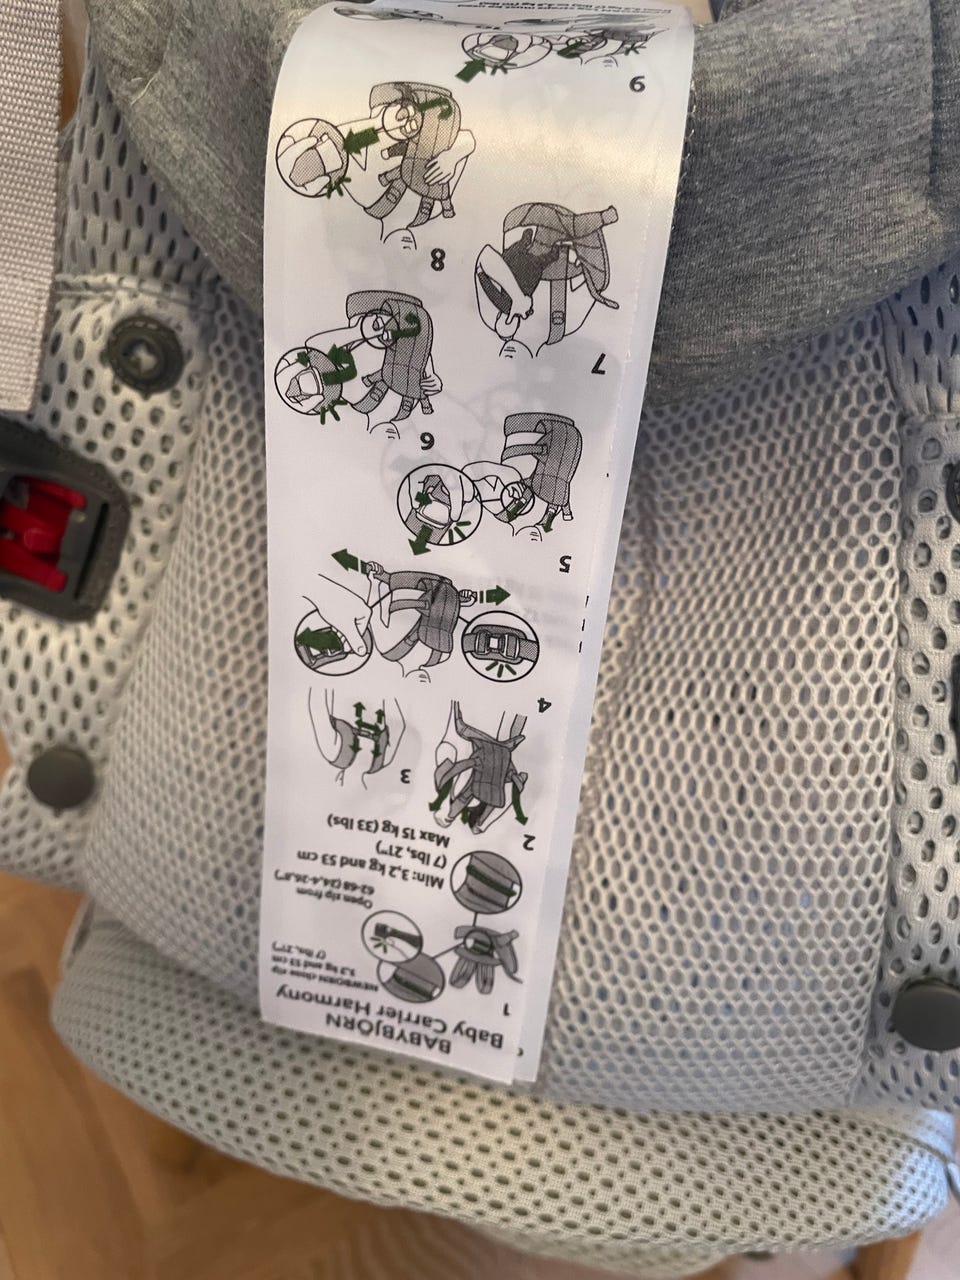 BABYBJÖRN
Baby Carrier Harmony
1
NEWBORN close zip
3.2 kg and 53 cm
(7 lbs, 21")
Open zip from
62-68 (24,4-26,8")
Min: 3,2 kg and 53 cm
(7 lbs, 21")
Max 15 kg (33 lbs)
2
3
4
5
6
7
8
9